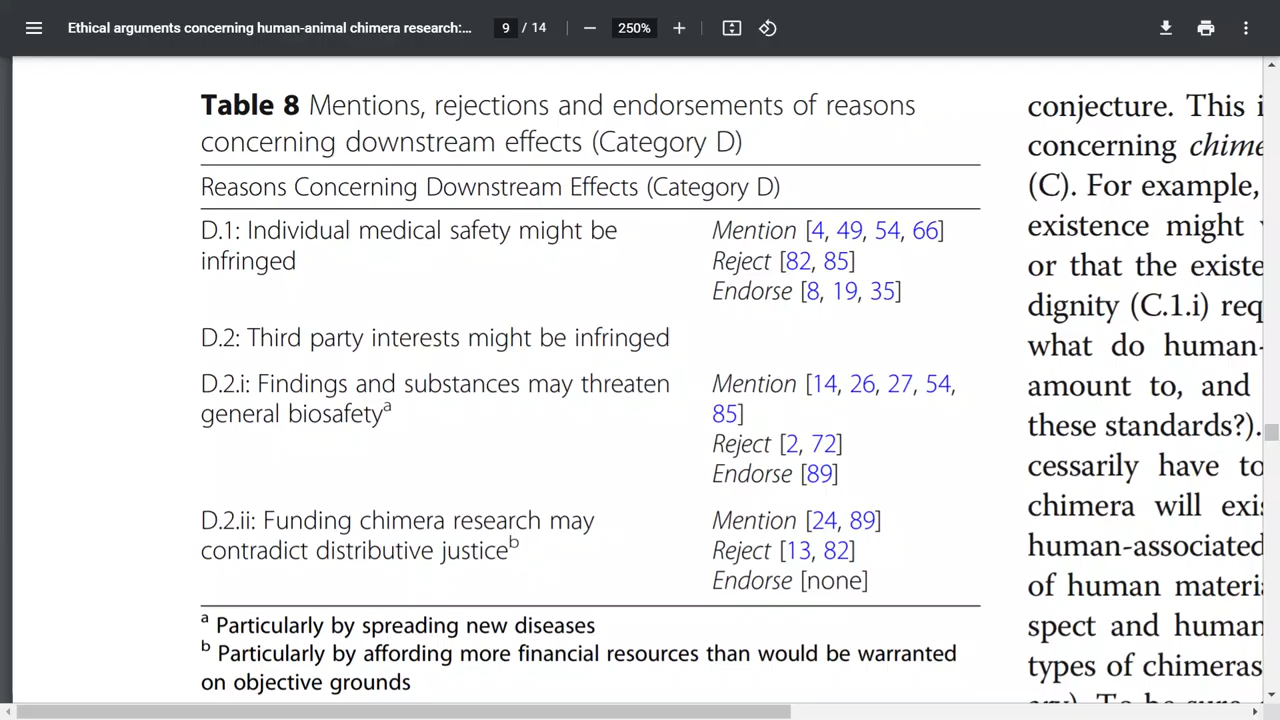 Ethical arguments concerning human-animal chimera research:... 9 / 14 250%
Table 8 Mentions, rejections and endorsements of reasons
concerning downstream effects (Category D)
Reasons Concerning Downstream Effects (Category D)
D.1: Individual medical safety might be
infringed
Mention [4, 49, 54, 66]
Reject [82, 85]
Endorse [8, 19, 35]
D.2: Third party interests might be infringed
D.2.i: Findings and substances may threaten
general biosafetyᵃ
Mention [14, 26, 27, 54,
85]
Reject [2, 72]
Endorse [89]
D.2.ii: Funding chimera research may
contradict distributive justiceᵇ
Mention [24, 89]
Reject [13, 82]
Endorse [none]
ᵃ Particularly by spreading new diseases
ᵇ Particularly by affording more financial resources than would be warranted
on objective grounds
conjecture. This i
concerning chime
(C). For example,
existence might
or that the existe
dignity (C.1.i) req
what do human-
amount to, and
these standards?).
cessarily have to
chimera will exis
human-associated
of human materia
spect and human
types of chimeras